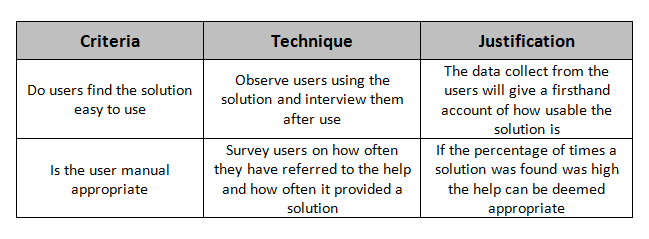 Criteria
Technique
Justification
Do users find the solution
easy to use
Observe users using the
solution and interview them
after use
The data collect from the
users will give a firsthand
account of how usable the
solution is
Is the user manual
appropriate
Survey users on how often
they have referred to the help
and how often it provided a
solution
If the percentage of times a
solution was found was high
the help can be deemed
appropriate